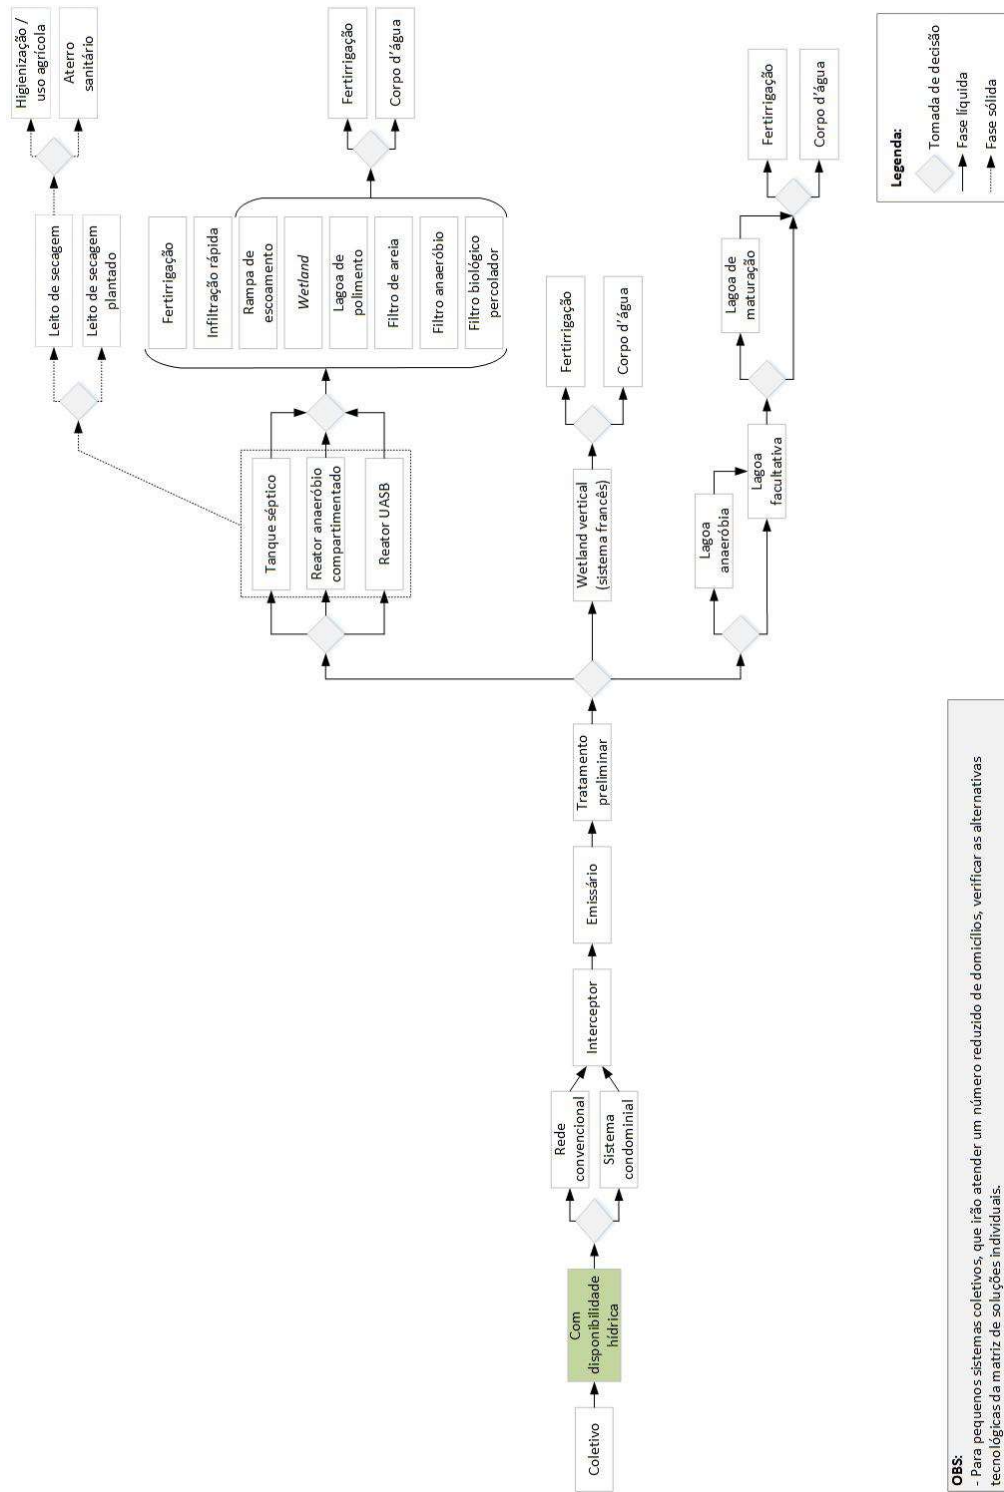 Coletivo
Com
disponibilidade
hídrica
Rede
convencional
Sistema
condominial
Interceptor
Emissário
Tratamento
preliminar
Tanque séptico
Reator anaeróbio
compartimentado
Reator UASB
Leito de secagem
Leito de secagem
plantado
Higienização /
uso agrícola
Aterro
sanitário
Fertirrigação
Infiltração rápida
Rampa de
escoamento
Wetland
Lagoa de
polimento
Filtro de areia
Filtro anaeróbio
Filtro biológico
percolador
Fertirrigação
Corpo d'água
Wetland vertical
(sistema francês)
Fertirrigação
Corpo d'água
Lagoa
anaeróbia
Lagoa
facultativa
Lagoa de
maturação
Fertirrigação
Corpo d'água
Legenda:
Tomada de decisão
Fase líquida
Fase sólida
OBS:
- Para pequenos sistemas coletivos, que irão atender um número reduzido de domicílios, verificar as alternativas
tecnológicas da matriz de soluções individuais.